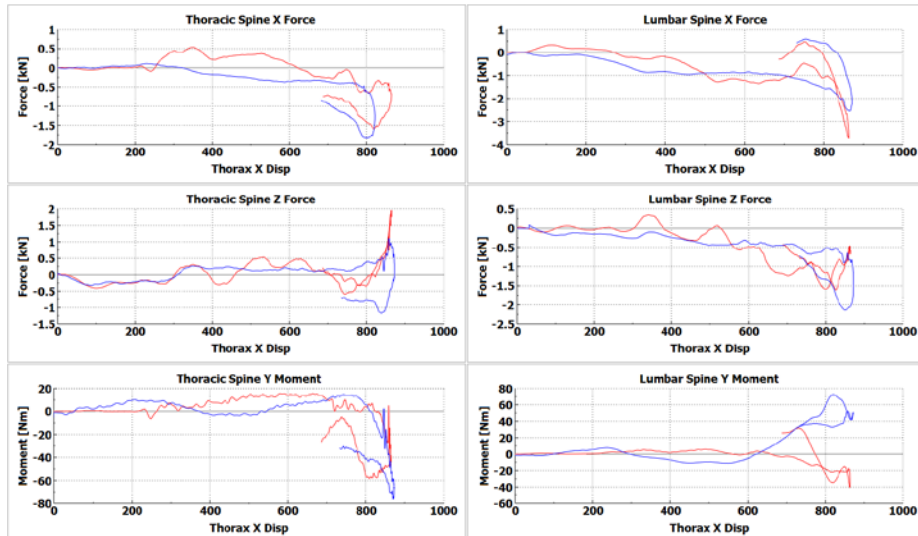 Thoracic Spine X Force
Force [kN]
1
0.5
0
-0.5
-1
-1.5
-2
0 200 400 600 800 1000
Thorax X Disp
Lumbar Spine X Force
Force [kN]
1
0
-1
-2
-3
-4
0 200 400 600 800 1000
Thorax X Disp
Thoracic Spine Z Force
Force [kN]
2
1.5
1
0.5
0
-0.5
-1
-1.5
0 200 400 600 800 1000
Thorax X Disp
Lumbar Spine Z Force
Force [kN]
0.5
0
-0.5
-1
-1.5
-2
-2.5
0 200 400 600 800 1000
Thorax X Disp
Thoracic Spine Y Moment
Moment [Nm]
20
0
-20
-40
-60
-80
0 200 400 600 800 1000
Thorax X Disp
Lumbar Spine Y Moment
Moment [Nm]
80
60
40
20
0
-20
-40
-60
0 200 400 600 800 1000
Thorax X Disp